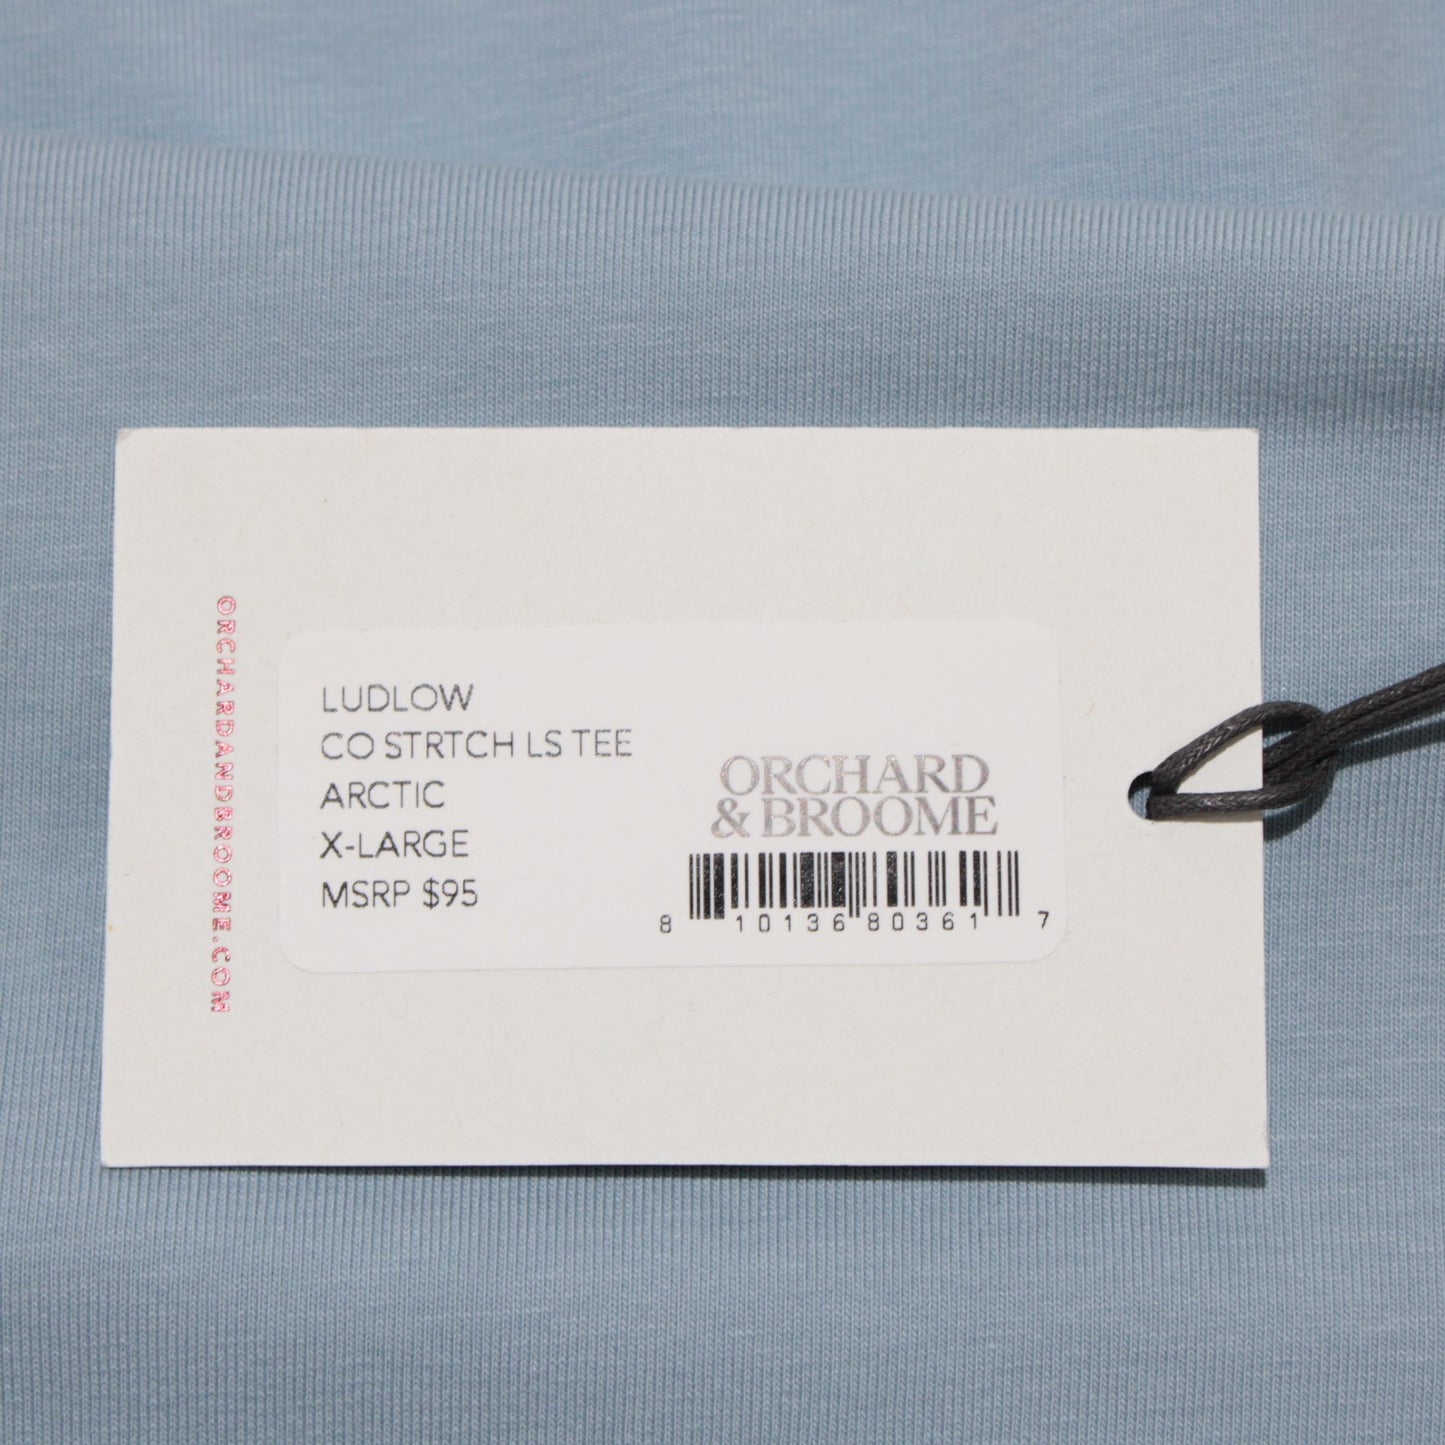 ORCHARDANDBROOME.COM
LUDLOW
CO STRTCH LS TEE
ARCTIC
X-LARGE
MSRP $95
ORCHARD
& BROOME
8 10136 80361 7